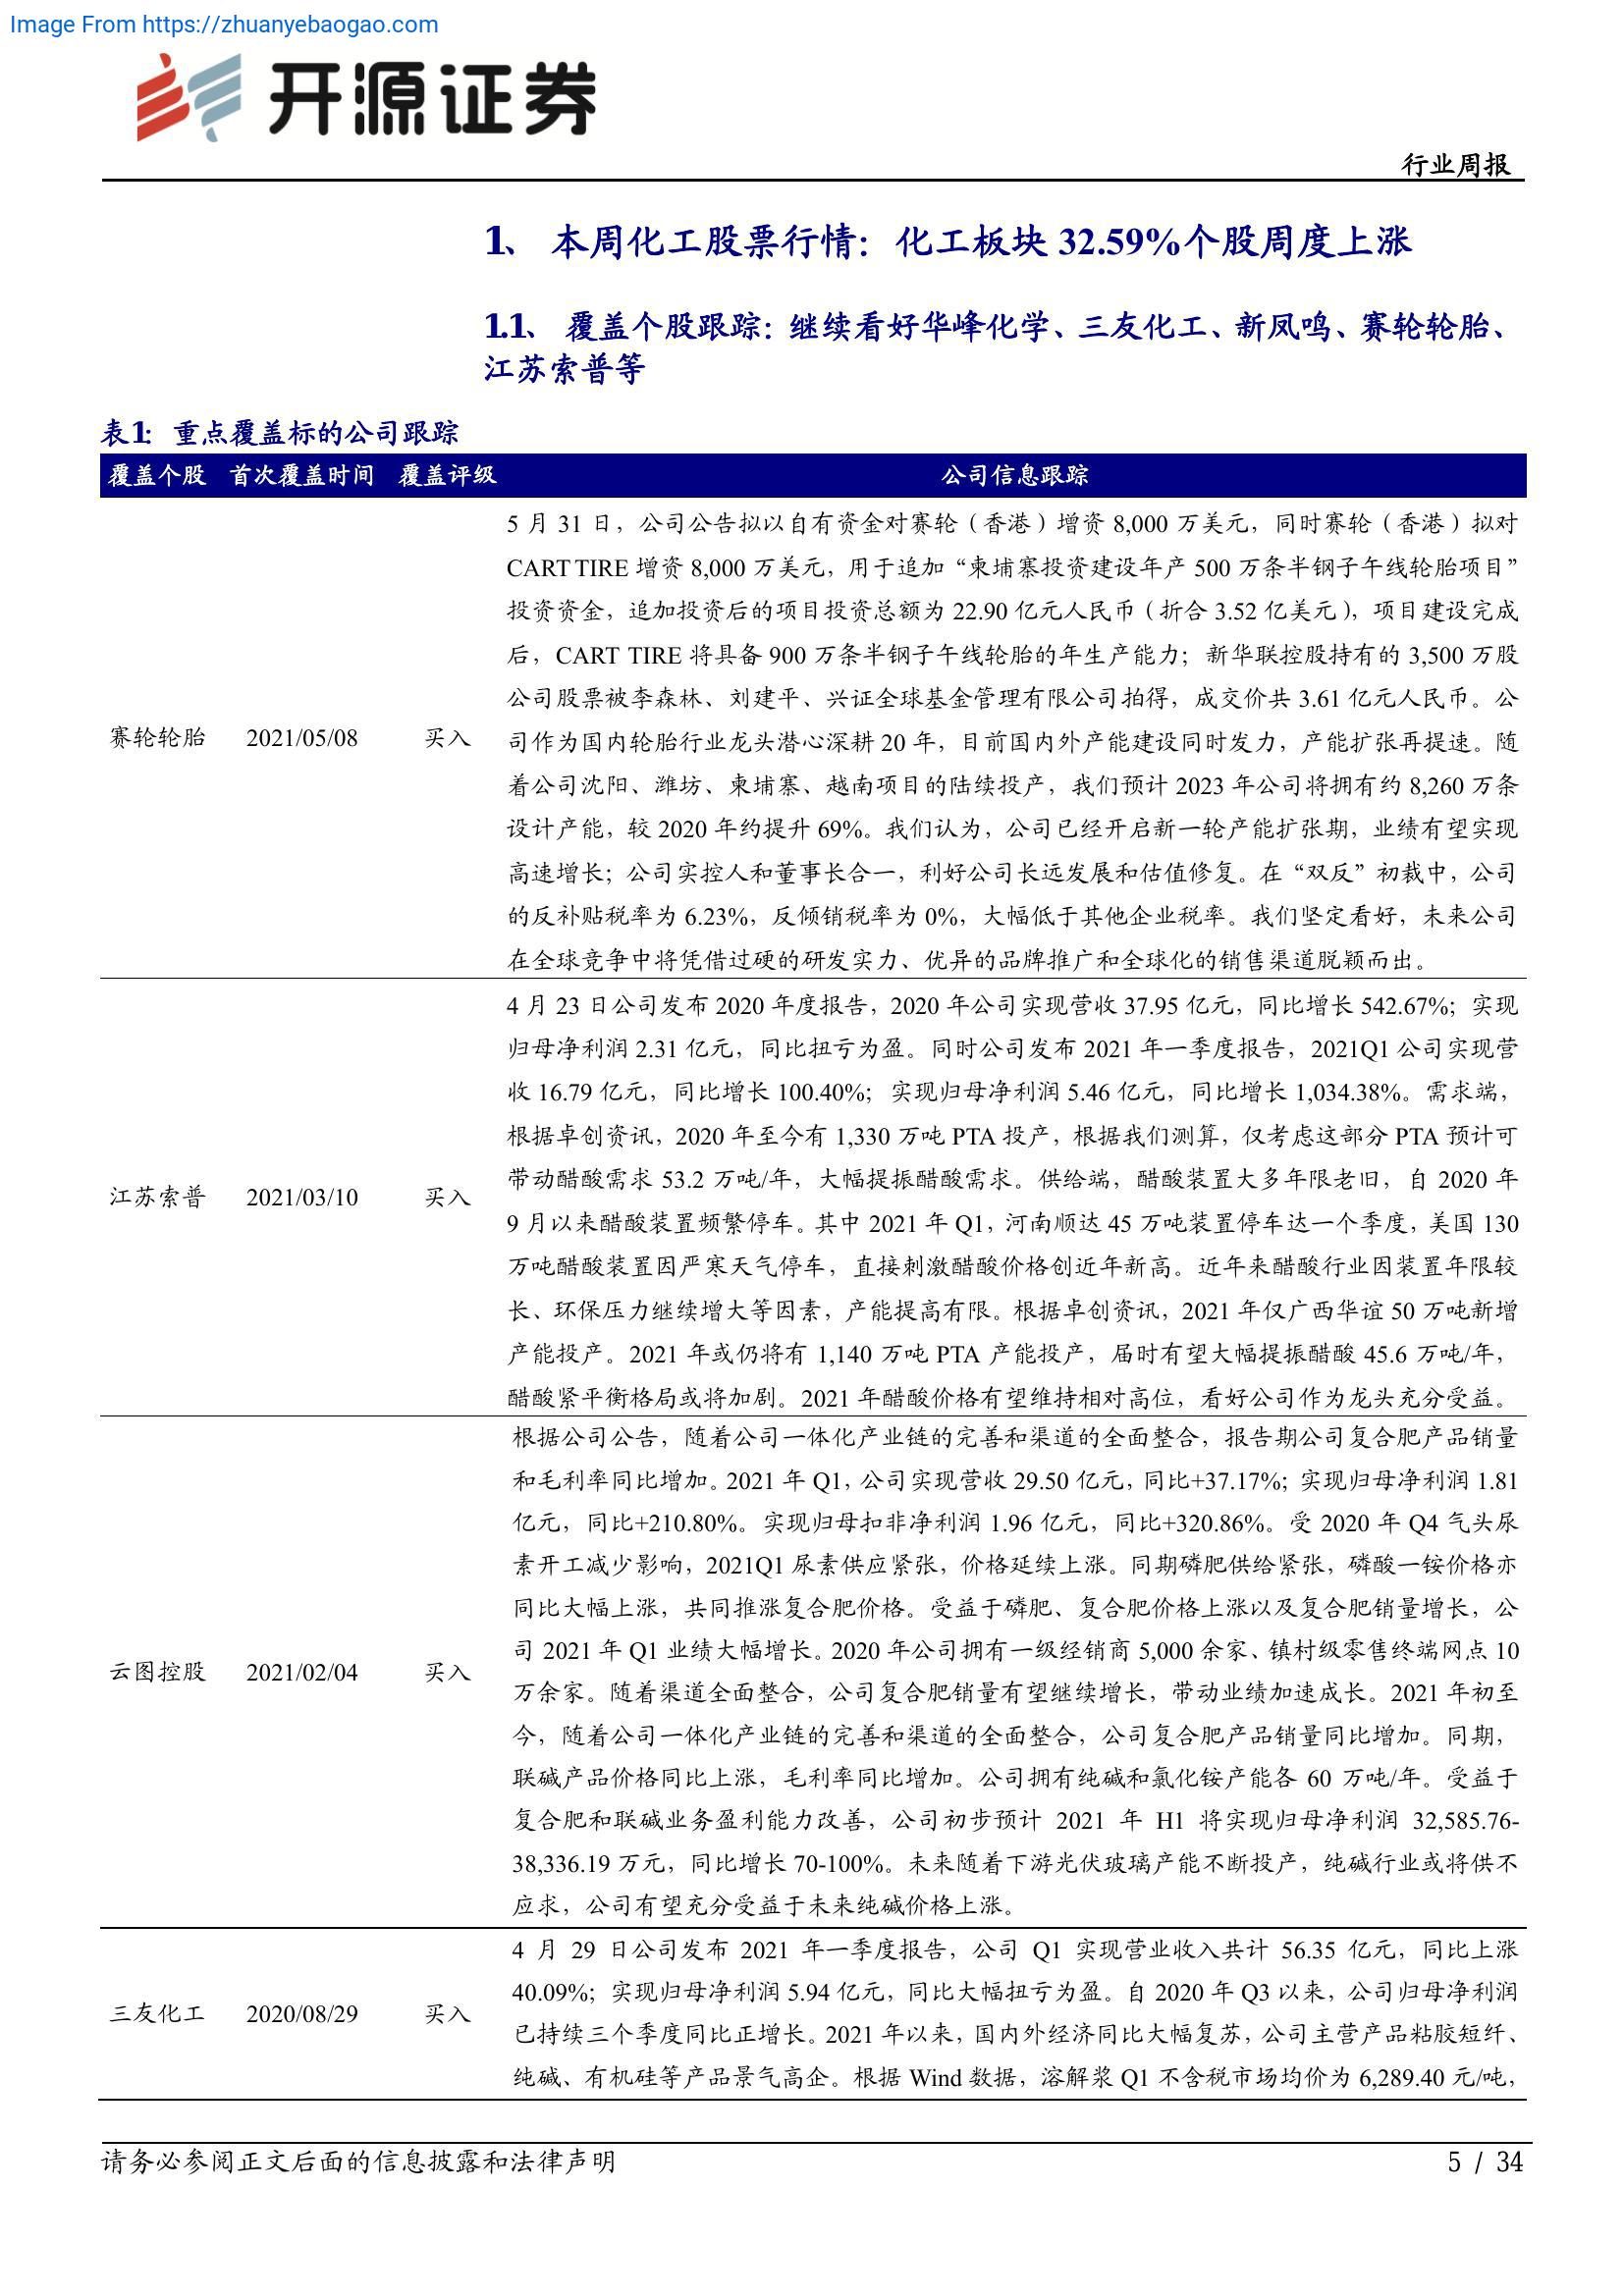 Image From https://zhuanyebaogao.com
开源证券
行业周报
1、 本周化工股票行情：化工板块 32.59%个股周度上涨
1.1、 覆盖个股跟踪：继续看好华峰化学、三友化工、新凤鸣、赛轮轮胎、
江苏索普等
表1： 重点覆盖标的公司跟踪
覆盖个股 首次覆盖时间 覆盖评级 公司信息跟踪
赛轮轮胎 2021/05/08 买入
5 月 31 日，公司公告拟以自有资金对赛轮（香港）增资 8,000 万美元，同时赛轮（香港）拟对
CART TIRE 增资 8,000 万美元，用于追加“柬埔寨投资建设年产 500 万条半钢子午线轮胎项目”
投资资金，追加投资后的项目投资总额为 22.90 亿元人民币（折合 3.52 亿美元），项目建设完成
后，CART TIRE 将具备 900 万条半钢子午线轮胎的年生产能力；新华联控股持有的 3,500 万股
公司股票被李森林、刘建平、兴证全球基金管理有限公司拍得，成交价共 3.61 亿元人民币。公
司作为国内轮胎行业龙头潜心深耕 20 年，目前国内外产能建设同时发力，产能扩张再提速。随
着公司沈阳、潍坊、柬埔寨、越南项目的陆续投产，我们预计 2023 年公司将拥有约 8,260 万条
设计产能，较 2020 年约提升 69%。我们认为，公司已经开启新一轮产能扩张期，业绩有望实现
高速增长；公司实控人和董事长合一，利好公司长远发展和估值修复。在“双反”初裁中，公司
的反补贴税率为 6.23%，反倾销税率为 0%，大幅低于其他企业税率。我们坚定看好，未来公司
在全球竞争中将凭借过硬的研发实力、优异的品牌推广和全球化的销售渠道脱颖而出。
江苏索普 2021/03/10 买入
4 月 23 日公司发布 2020 年度报告，2020 年公司实现营收 37.95 亿元，同比增长 542.67%；实现
归母净利润 2.31 亿元，同比扭亏为盈。同时公司发布 2021 年一季度报告，2021Q1 公司实现营
收 16.79 亿元，同比增长 100.40%；实现归母净利润 5.46 亿元，同比增长 1,034.38%。需求端，
根据卓创资讯，2020 年至今有 1,330 万吨 PTA 投产，根据我们测算，仅考虑这部分 PTA 预计可
带动醋酸需求 53.2 万吨/年，大幅提振醋酸需求。供给端，醋酸装置大多年限老旧，自 2020 年
9 月以来醋酸装置频繁停车。其中 2021 年 Q1，河南顺达 45 万吨装置停车达一个季度，美国 130
万吨醋酸装置因严寒天气停车，直接刺激醋酸价格创近年新高。近年来醋酸行业因装置年限较
长、环保压力继续增大等因素，产能提高有限。根据卓创资讯，2021 年仅广西华谊 50 万吨新增
产能投产。2021 年或仍将有 1,140 万吨 PTA 产能投产，届时有望大幅提振醋酸 45.6 万吨/年，
醋酸紧平衡格局或将加剧。2021 年醋酸价格有望维持相对高位，看好公司作为龙头充分受益。
云图控股 2021/02/04 买入
根据公司公告，随着公司一体化产业链的完善和渠道的全面整合，报告期公司复合肥产品销量
和毛利率同比增加。2021 年 Q1，公司实现营收 29.50 亿元，同比+37.17%；实现归母净利润 1.81
亿元，同比+210.80%。实现归母扣非净利润 1.96 亿元，同比+320.86%。受 2020 年 Q4 气头尿
素开工减少影响，2021Q1 尿素供应紧张，价格延续上涨。同期磷肥供给紧张，磷酸一铵价格亦
同比大幅上涨，共同推涨复合肥价格。受益于磷肥、复合肥价格上涨以及复合肥销量增长，公
司 2021 年 Q1 业绩大幅增长。2020 年公司拥有一级经销商 5,000 余家、镇村级零售终端网点 10
万余家。随着渠道全面整合，公司复合肥销量有望继续增长，带动业绩加速成长。2021 年初至
今，随着公司一体化产业链的完善和渠道的全面整合，公司复合肥产品销量同比增加。同期，
联碱产品价格同比上涨，毛利率同比增加。公司拥有纯碱和氯化铵产能各 60 万吨/年。受益于
复合肥和联碱业务盈利能力改善，公司初步预计 2021 年 H1 将实现归母净利润 32,585.76-
38,336.19 万元，同比增长 70-100%。未来随着下游光伏玻璃产能不断投产，纯碱行业或将供不
应求，公司有望充分受益于未来纯碱价格上涨。
三友化工 2020/08/29 买入
4 月 29 日公司发布 2021 年一季度报告，公司 Q1 实现营业收入共计 56.35 亿元，同比上涨
40.09%；实现归母净利润 5.94 亿元，同比大幅扭亏为盈。自 2020 年 Q3 以来，公司归母净利润
已持续三个季度同比正增长。2021 年以来，国内外经济同比大幅复苏，公司主营产品粘胶短纤、
纯碱、有机硅等产品景气高企。根据 Wind 数据，溶解浆 Q1 不含税市场均价为 6,289.40 元/吨，
请务必参阅正文后面的信息披露和法律声明
5 / 34